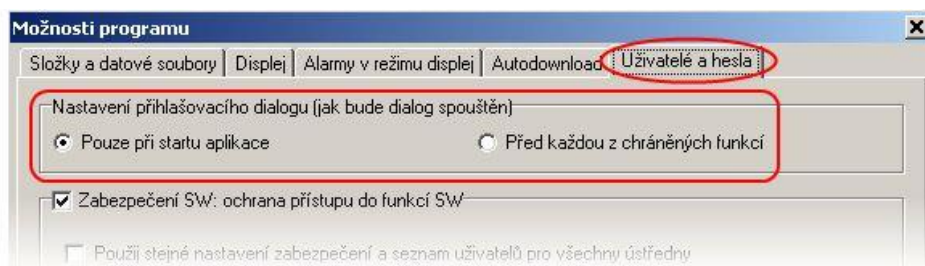 Možnosti programu
Složky a datové soubory Displej Alarmy v režimu displej Autodownload Uživatelé a hesla
Nastavení přihlašovacího dialogu (jak bude dialog spouštěn)
Pouze při startu aplikace Před každou z chráněných funkcí
Zabezpečení SW: ochrana přístupu do funkcí SW
Použij stejné nastavení zabezpečení a seznam uživatelů pro všechny ústředny